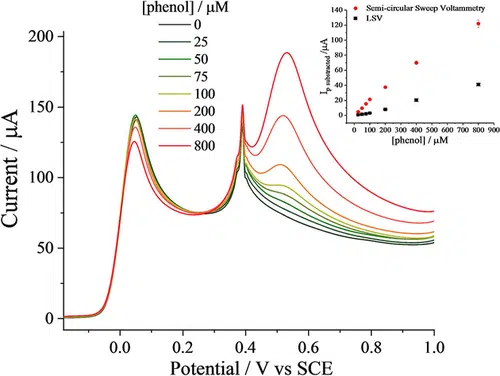 [phenol] / µM
0
25
50
75
100
200
400
800
200
150
100
50
0
Current / µA
0.0 0.2 0.4 0.6 0.8 1.0
Potential / V vs SCE
Semi-circular Sweep Voltammetry
LSV
140
120
100
80
60
40
20
0
I p subtracted / µA
0 100 200 300 400 500 600 700 800 900
[phenol] / µM